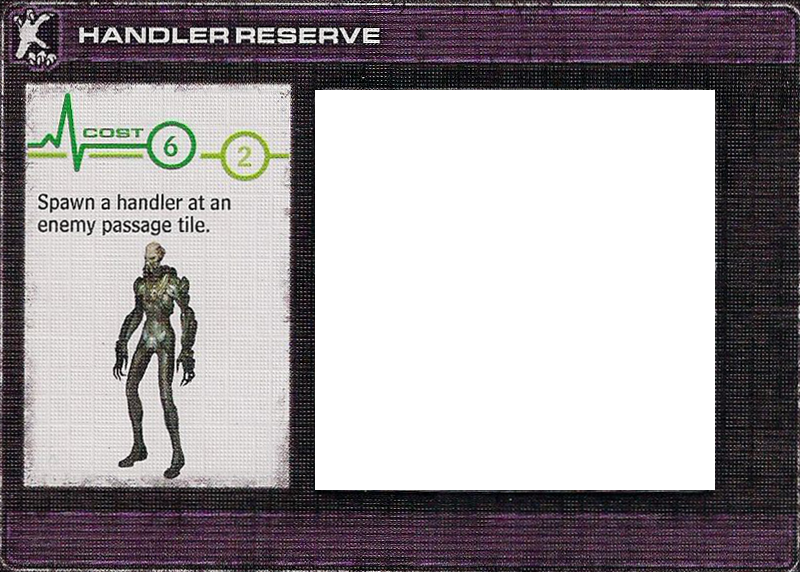 HANDLER RESERVE
COST 6 2
Spawn a handler at an
enemy passage tile.